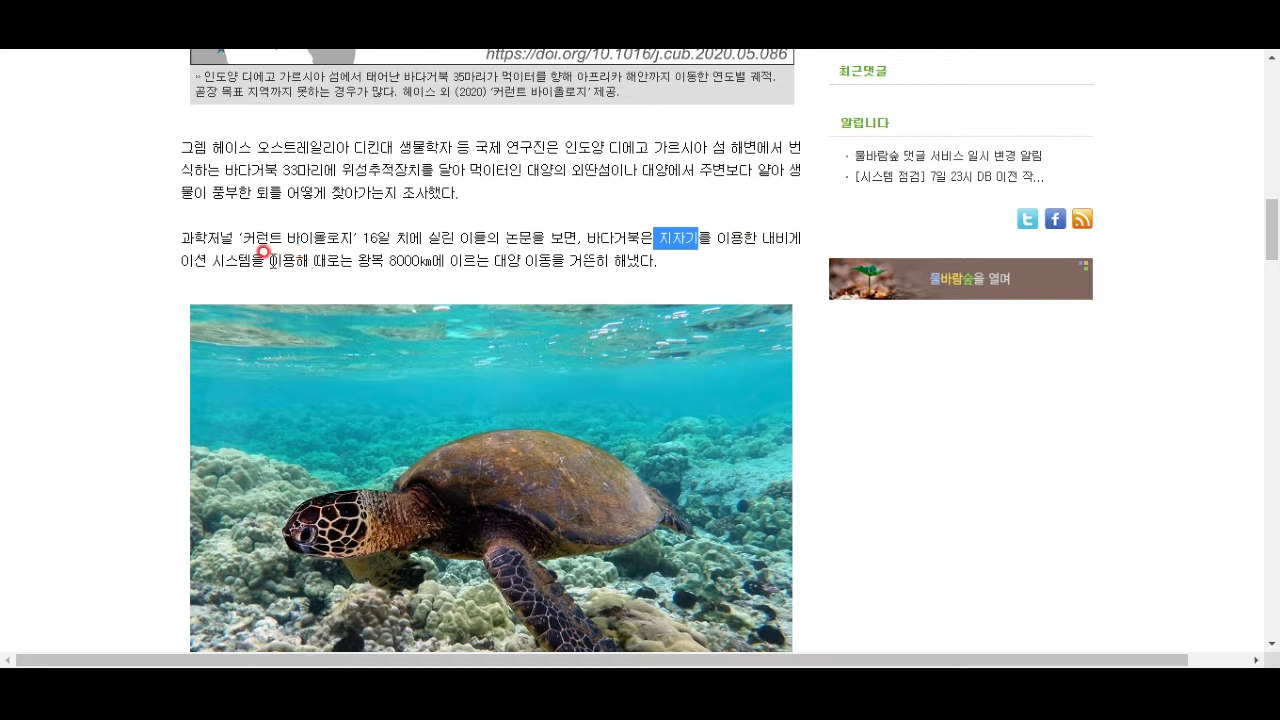 https://doi.org/10.1016/j.cub.2020.05.086
» 인도양 디에고 가르시아 섬에서 태어난 바다거북 35마리가 먹이터를 향해 아프리카 해안까지 이동한 연도별 궤적.
곧장 목표 지역까지 못하는 경우가 많다. 헤이스 외 (2020) ‘커런트 바이올로지’ 제공.
그렘 헤이스 오스트레일리아 디킨대 생물학자 등 국제 연구진은 인도양 디에고 가르시아 섬 해변에서 번
식하는 바다거북 33마리에 위성추적장치를 달아 먹이터인 대양의 외딴섬이나 대양에서 주변보다 얕아 생
물이 풍부한 퇴를 어떻게 찾아가는지 조사했다.
과학저널 ‘커런트 바이올로지’ 16일 치에 실린 이들의 논문을 보면, 바다거북은 지자기를 이용한 내비게
이션 시스템을 이용해 때로는 왕복 8000㎞에 이르는 대양 이동을 거뜬히 해냈다.
최근댓글
알립니다
· 물바람숲 댓글 서비스 일시 변경 알림
· [시스템 점검] 7일 23시 DB 이전 작...
물바람숲을 열며